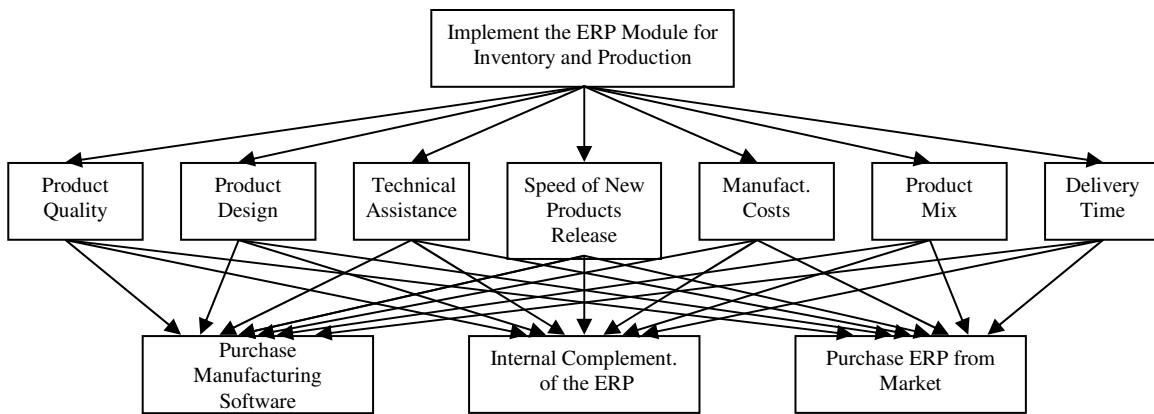 Implement the ERP Module for
Inventory and Production
Product
Quality
Product
Design
Technical
Assistance
Speed of New
Products
Release
Manufact.
Costs
Product
Mix
Delivery
Time
Purchase
Manufacturing
Software
Internal Complement.
of the ERP
Purchase ERP from
Market